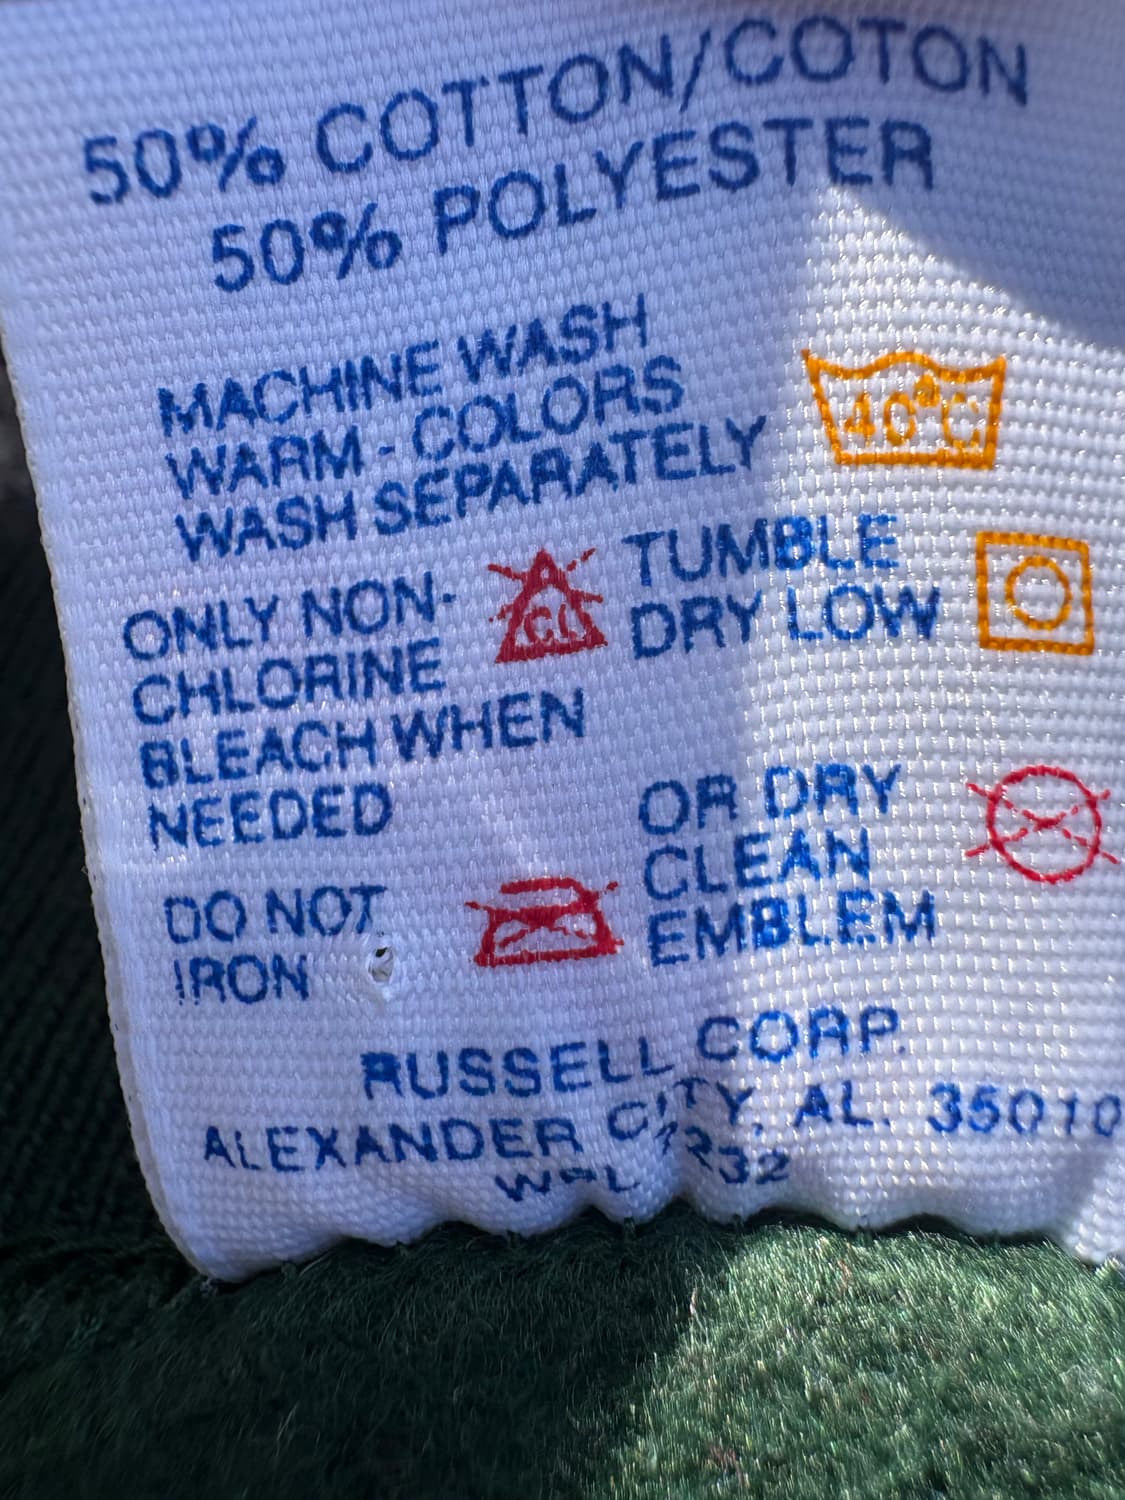 50% COTTON/COTON
50% POLYESTER
MACHINE WASH
WARM - COLORS
WASH SEPARATELY
40°C
ONLY NON-
CHLORINE
BLEACH WHEN
NEEDED
CL
TUMBLE
DRY LOW
DO NOT
IRON
OR DRY
CLEAN
EMBLEM
RUSSELL CORP.
ALEXANDER CITY, AL. 35010